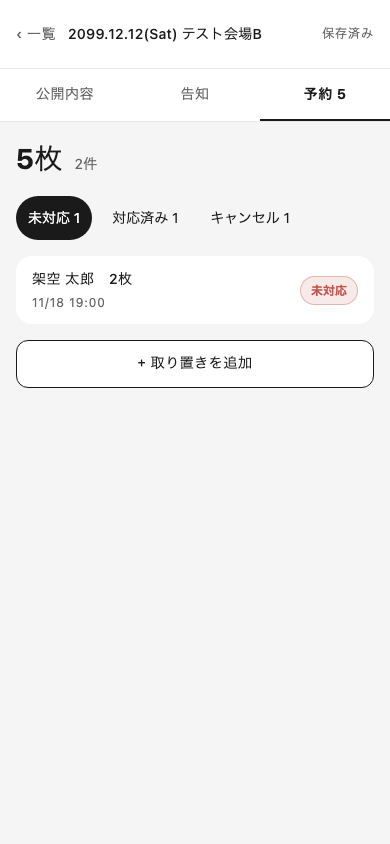 ‹ 一覧 2099.12.12(Sat) テスト会場B 保存済み
公開内容 告知 予約 5
5枚 2件
未対応 1 対応済み 1 キャンセル 1
架空 太郎 2枚
11/18 19:00
未対応
+ 取り置きを追加